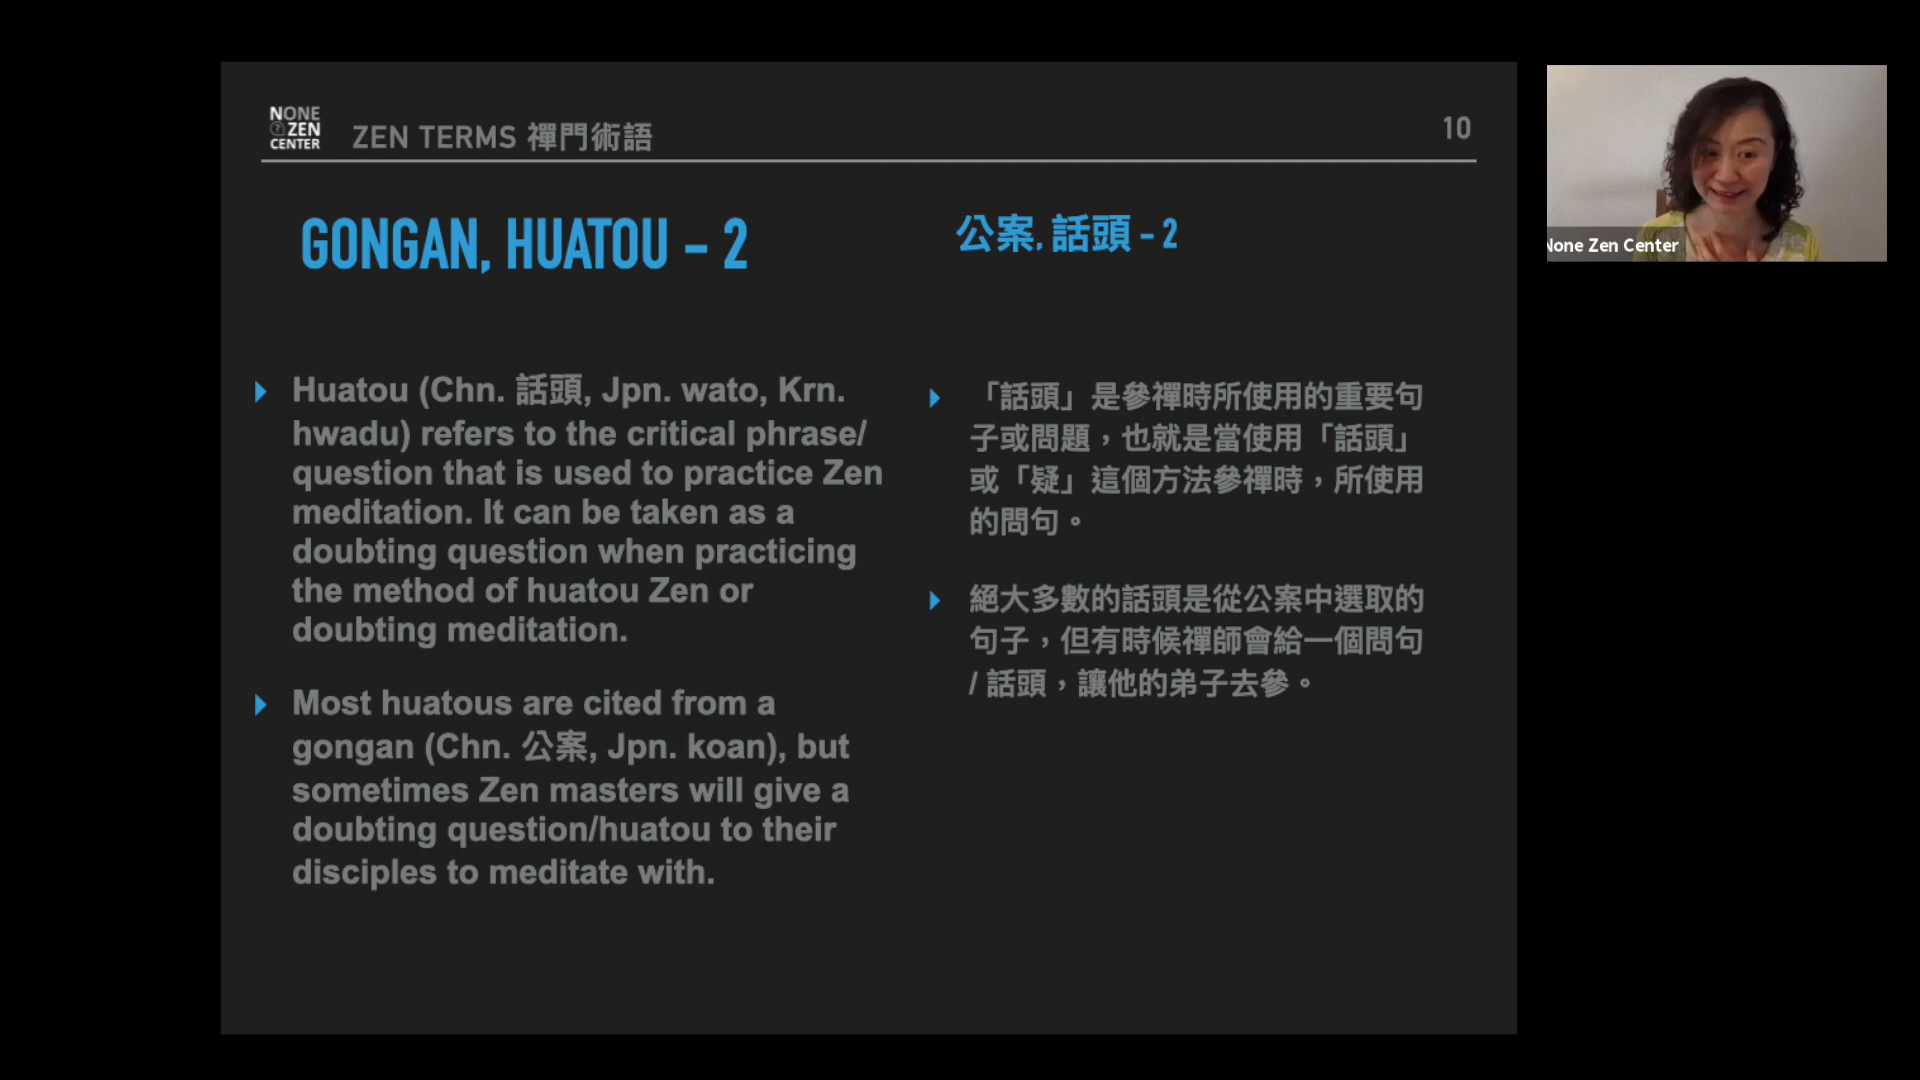 NONE
ZEN
CENTER
ZEN TERMS 禪門術語
10
GONGAN, HUATOU – 2
Huatou (Chn. 話頭, Jpn. wato, Krn.
hwadu) refers to the critical phrase/
question that is used to practice Zen
meditation. It can be taken as a
doubting question when practicing
the method of huatou Zen or
doubting meditation.
Most huatous are cited from a
gongan (Chn. 公案, Jpn. koan), but
sometimes Zen masters will give a
doubting question/huatou to their
disciples to meditate with.
公案, 話頭 – 2
「話頭」是參禪時所使用的重要句
子或問題，也就是當使用「話頭」
或「疑」這個方法參禪時，所使用
的問句。
絕大多數的話頭是從公案中選取的
句子，但有時候禪師會給一個問句
/ 話頭，讓他的弟子去參。
None Zen Center